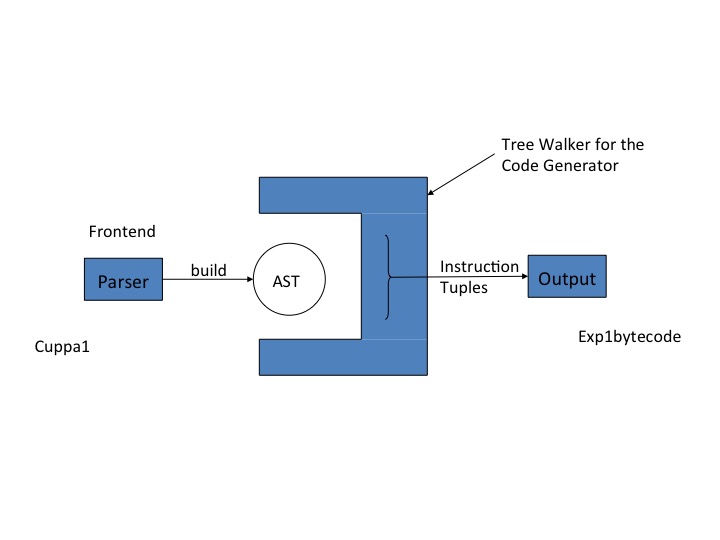 Tree Walker for the
Code Generator
Frontend
Parser
build
AST
Instruction
Tuples
Output
Cuppa1
Exp1bytecode